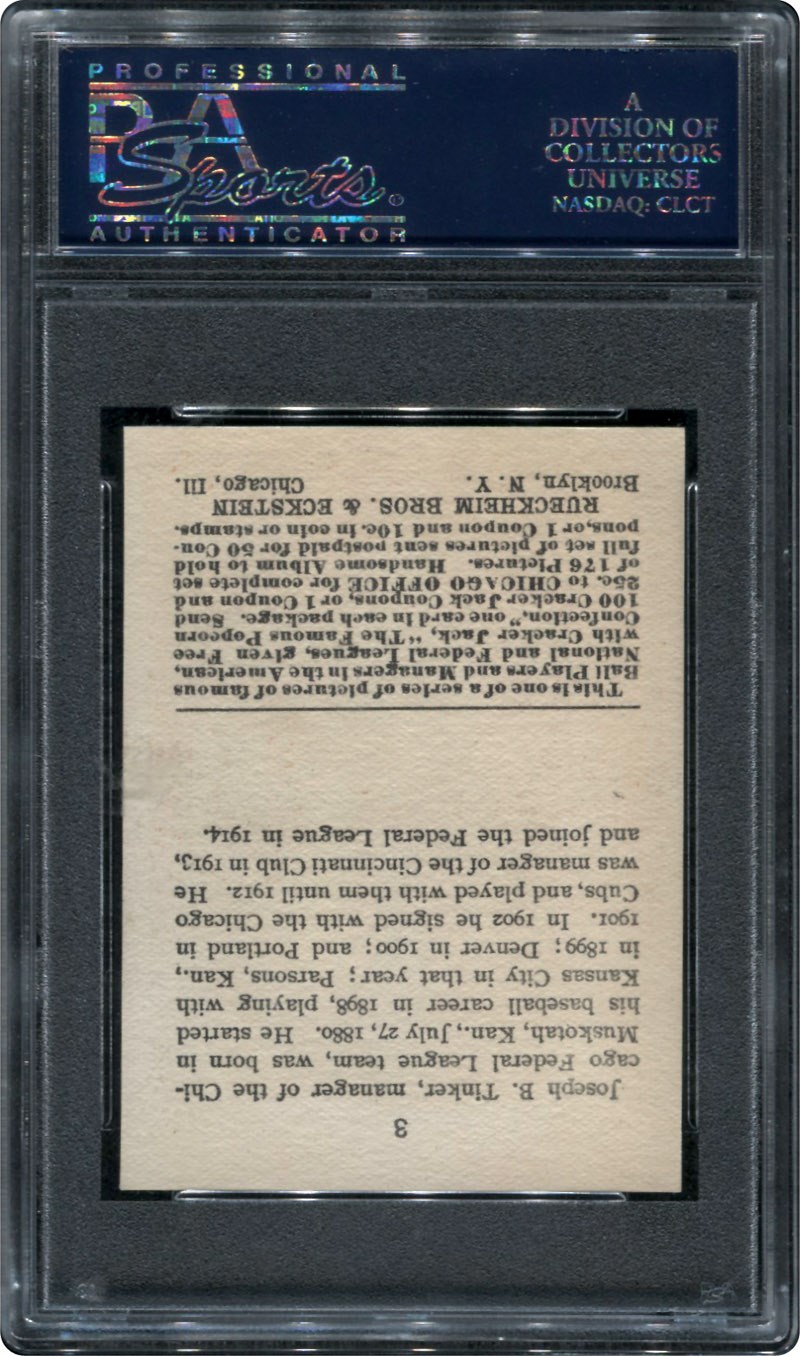 PROFESSIONAL
PSA
Sports®
AUTHENTICATOR
A
DIVISION OF
COLLECTORS
UNIVERSE
NASDAQ: CLCT
3
Joseph B. Tinker, manager of the Chi-
cago Federal League team, was born in
Muskotah, Kan., July 27, 1880. He started
his baseball career in 1898, playing with
Kansas City in that year; Parsons, Kan.,
in 1899; Denver in 1900; and Portland in
1901. In 1902 he signed with the Chicago
Cubs, and played with them until 1912. He
was manager of the Cincinnati Club in 1913,
and joined the Federal League in 1914.
This is one of a series of pictures of famous
Ball Players and Managers in the American,
National and Federal Leagues, given Free
with Cracker Jack, "The Famous Popcorn
Confection," one card in each package. Send
100 Cracker Jack Coupons, or 1 Coupon and
25c. to CHICAGO OFFICE for complete set
of 176 Pictures. Handsome Album to hold
full set of pictures sent postpaid for 50 Cou-
pons, or 1 Coupon and 10c. in coin or stamps.
RUECKHEIM BROS. & ECKSTEIN
Brooklyn, N. Y. Chicago, Ill.